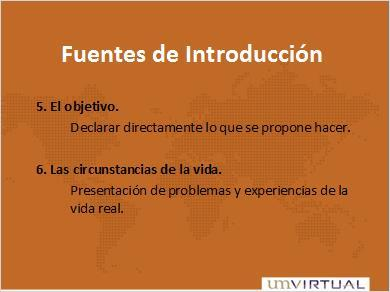 Fuentes de Introducción
5. El objetivo.
Declarar directamente lo que se propone hacer.
6. Las circunstancias de la vida.
Presentación de problemas y experiencias de la
vida real.
umVIRTUAL